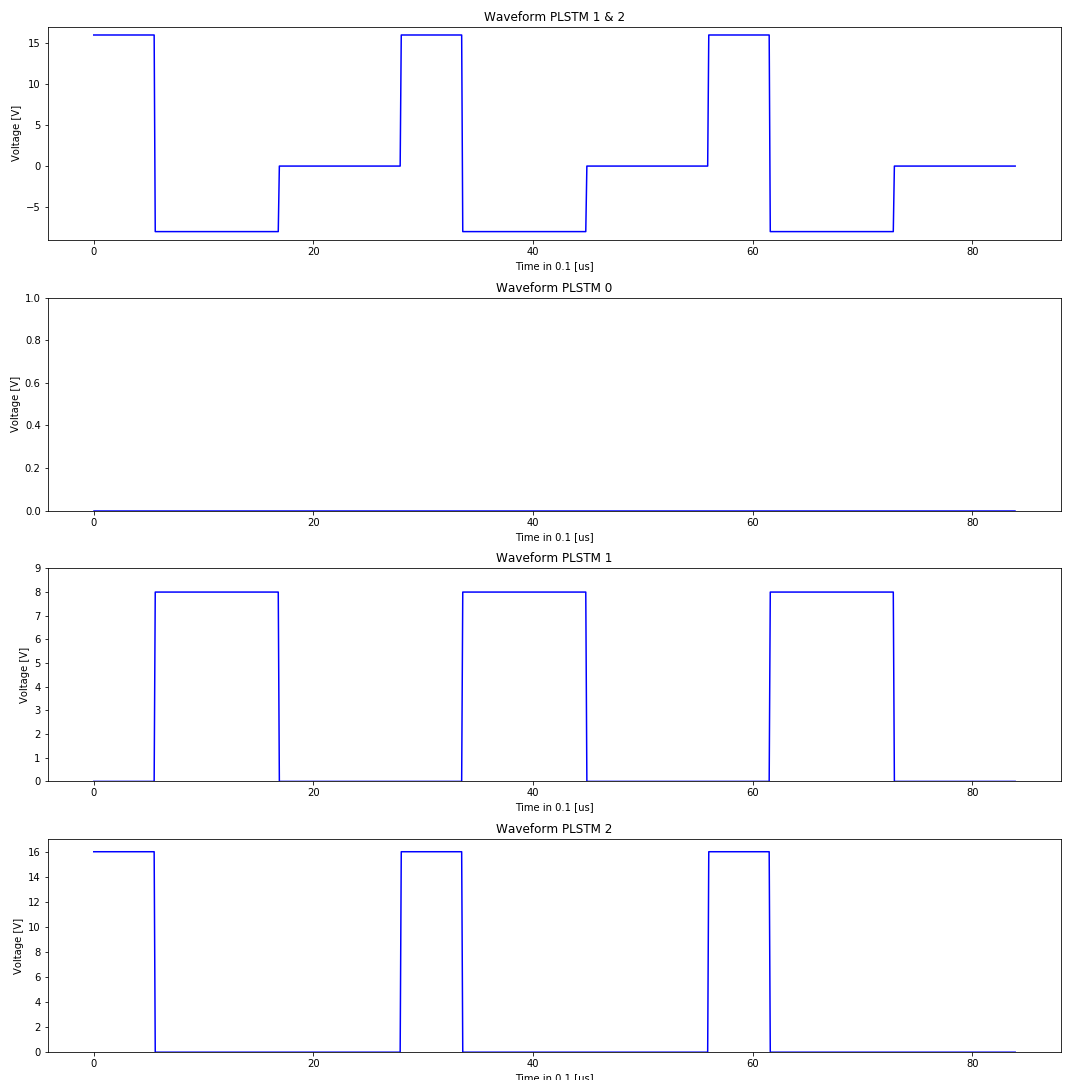 Waveform PLSTM 1 & 2
15
10
5
0
−5
Voltage [V]
0 20 40 60 80
Time in 0.1 [us]
Waveform PLSTM 0
1.0
0.8
0.6
0.4
0.2
0.0
Voltage [V]
0 20 40 60 80
Time in 0.1 [us]
Waveform PLSTM 1
9
8
7
6
5
4
3
2
1
0
Voltage [V]
0 20 40 60 80
Time in 0.1 [us]
Waveform PLSTM 2
16
14
12
10
8
6
4
2
0
Voltage [V]
0 20 40 60 80
Time in 0.1 [us]